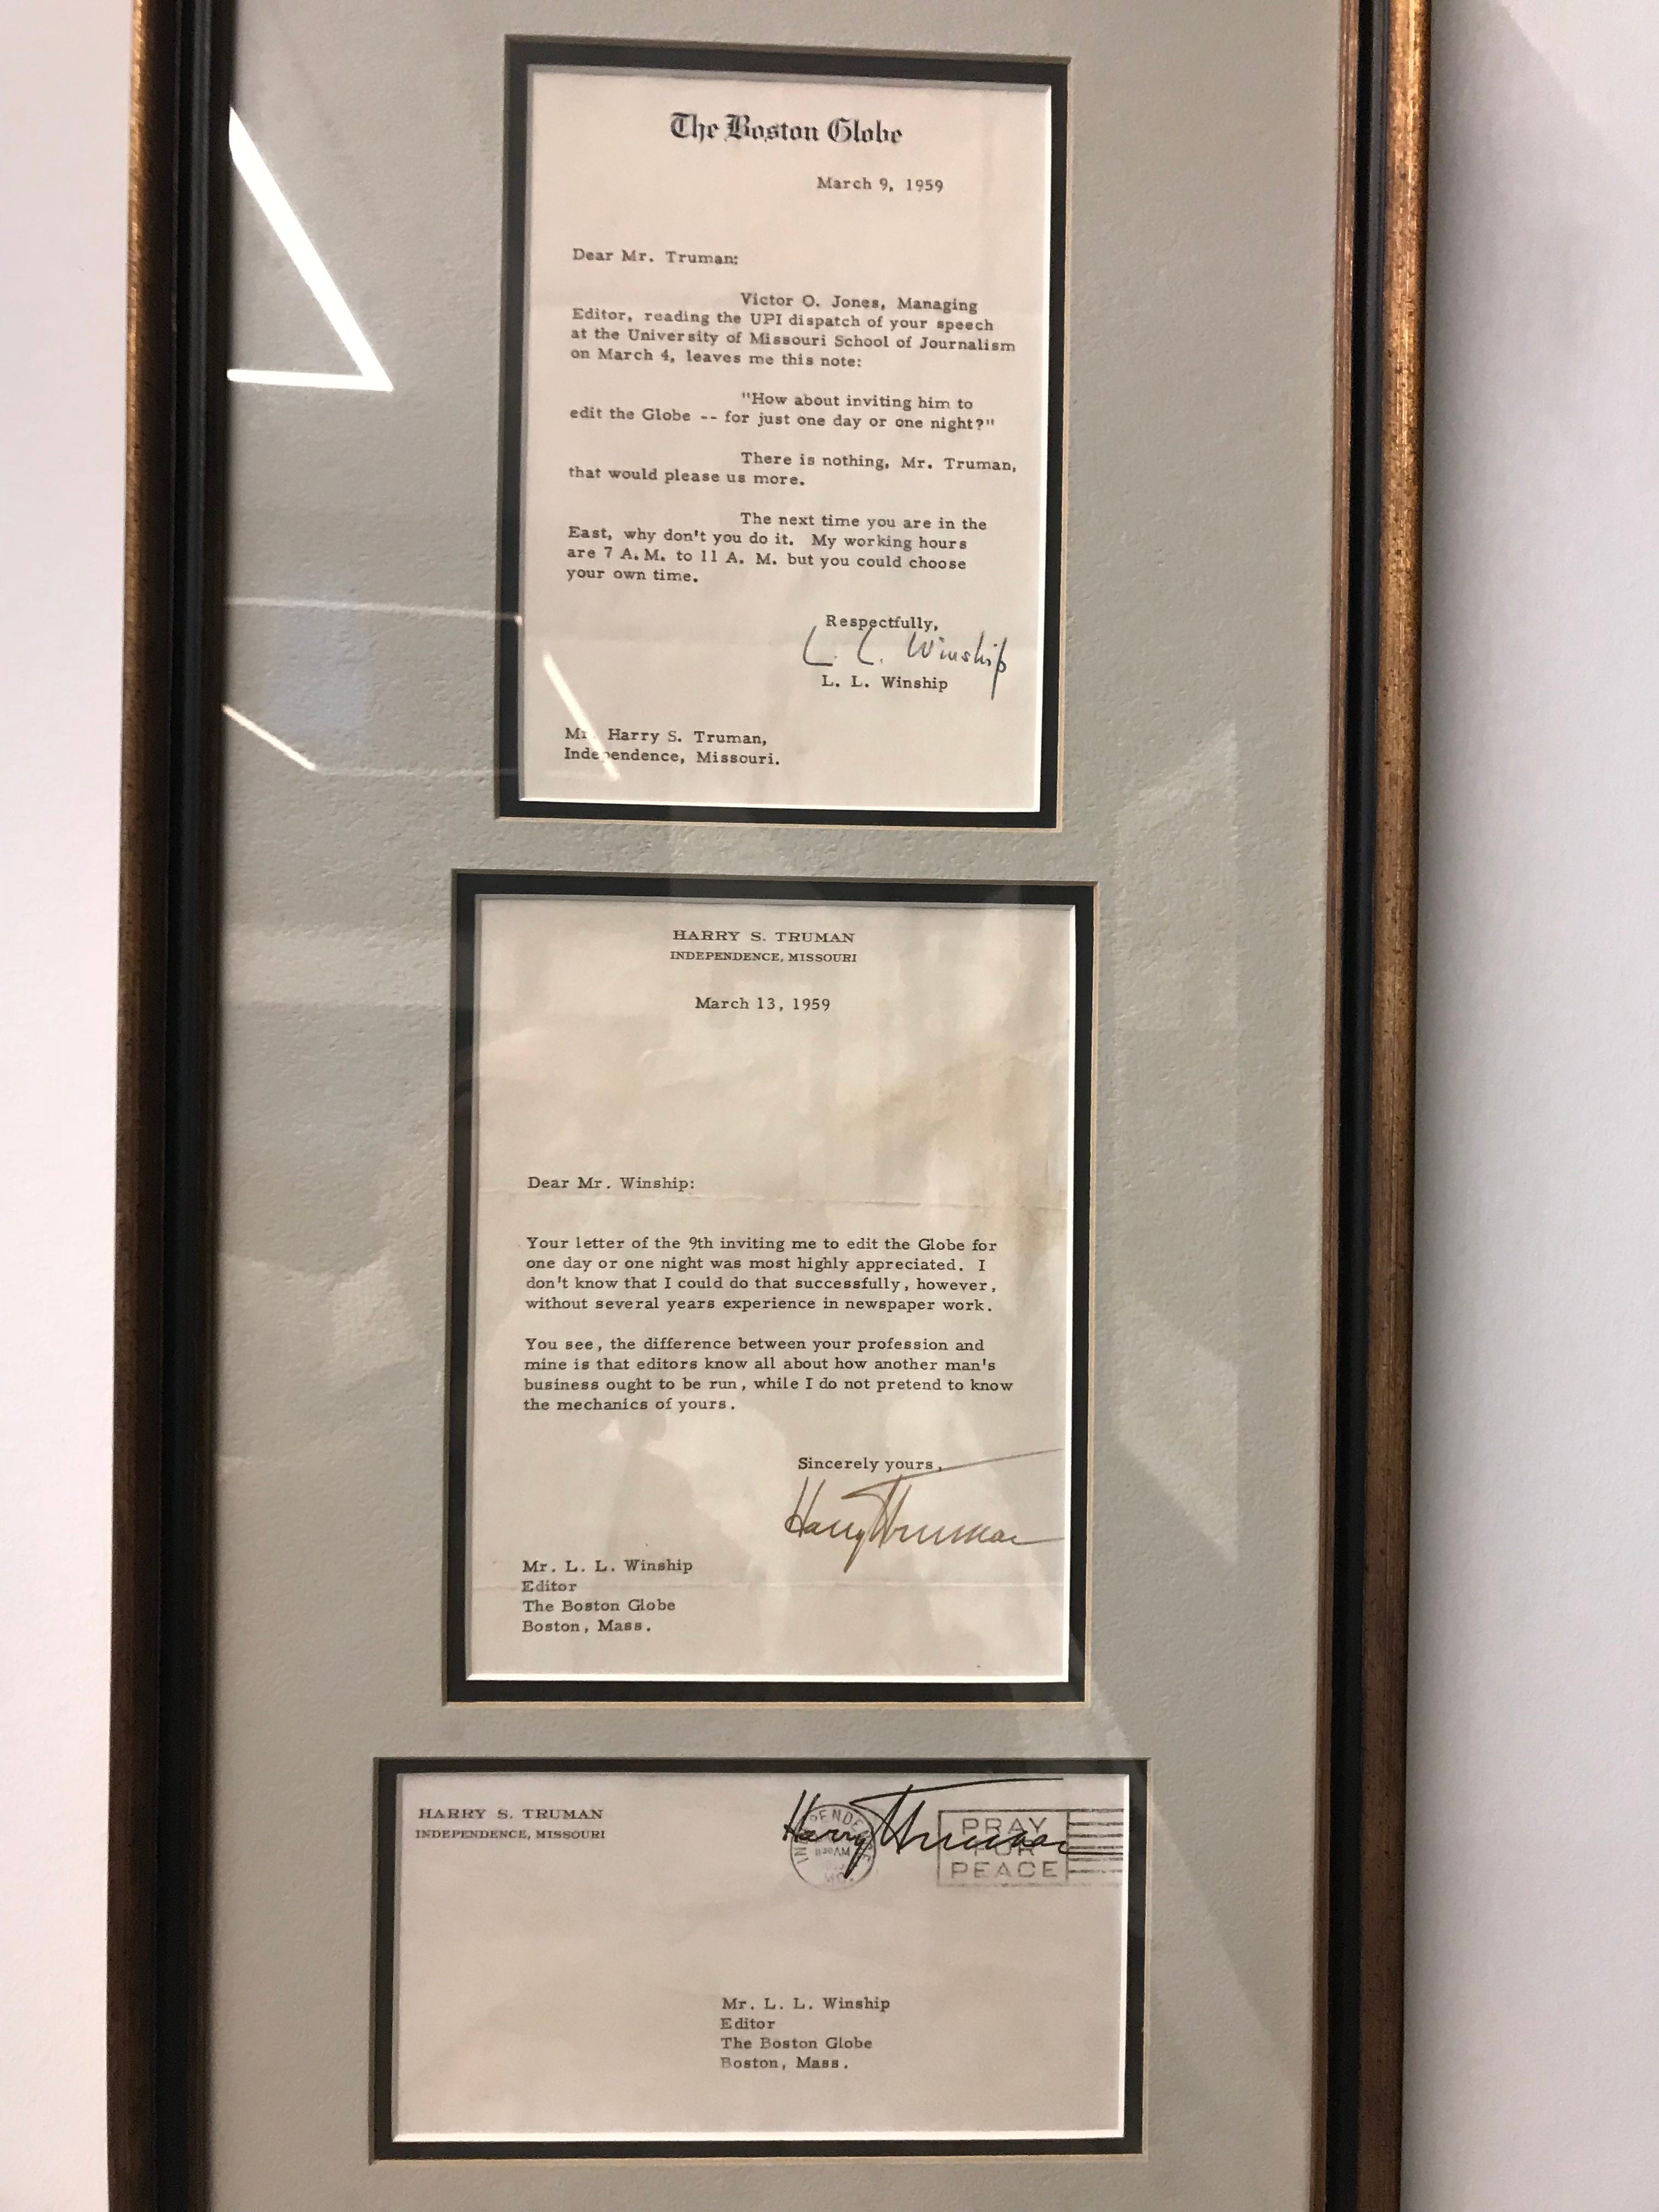 The Boston Globe
March 9, 1959
Dear Mr. Truman:
Victor O. Jones, Managing
Editor, reading the UPI dispatch of your speech
at the University of Missouri School of Journalism
on March 4, leaves me this note:
"How about inviting him to
edit the Globe -- for just one day or one night?"
There is nothing, Mr. Truman,
that would please us more.
The next time you are in the
East, why don't you do it. My working hours
are 7 A.M. to 11 A. M. but you could choose
your own time.
Respectfully,
L. L. Winship
L. L. Winship
Mr. Harry S. Truman,
Independence, Missouri.
HARRY S. TRUMAN
INDEPENDENCE, MISSOURI
March 13, 1959
Dear Mr. Winship:
Your letter of the 9th inviting me to edit the Globe for
one day or one night was most highly appreciated. I
don't know that I could do that successfully, however,
without several years experience in newspaper work.
You see, the difference between your profession and
mine is that editors know all about how another man's
business ought to be run, while I do not pretend to know
the mechanics of yours.
Sincerely yours,
Harry Truman
Mr. L. L. Winship
Editor
The Boston Globe
Boston, Mass.
HARRY S. TRUMAN
INDEPENDENCE, MISSOURI
Harry Truman
INDEPENDENCE
MO.
PRAY
FOR
PEACE
Mr. L. L. Winship
Editor
The Boston Globe
Boston, Mass.